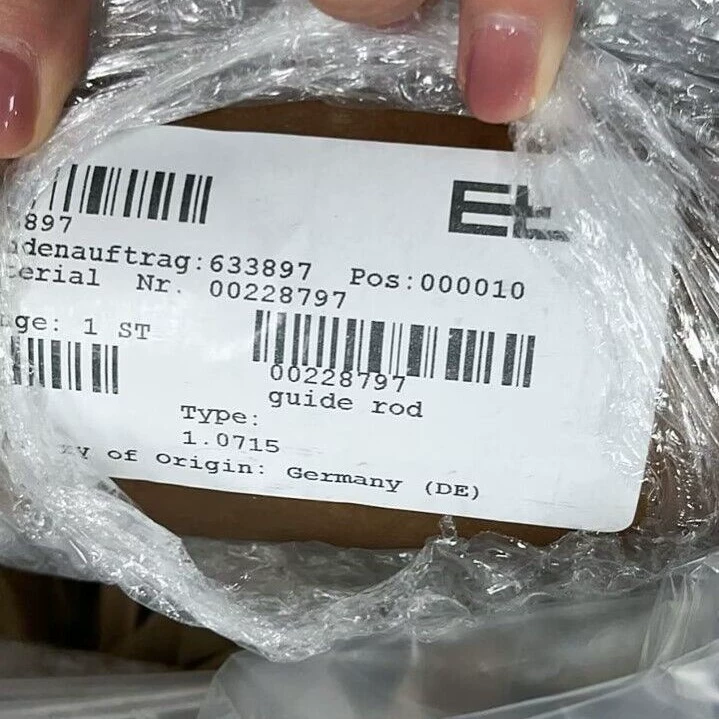 897
denauftrag:633897 Pos:000010
erial Nr. 00228797
ge: 1 ST
00228797
guide rod
Type:
1.0715
y of Origin: Germany (DE)